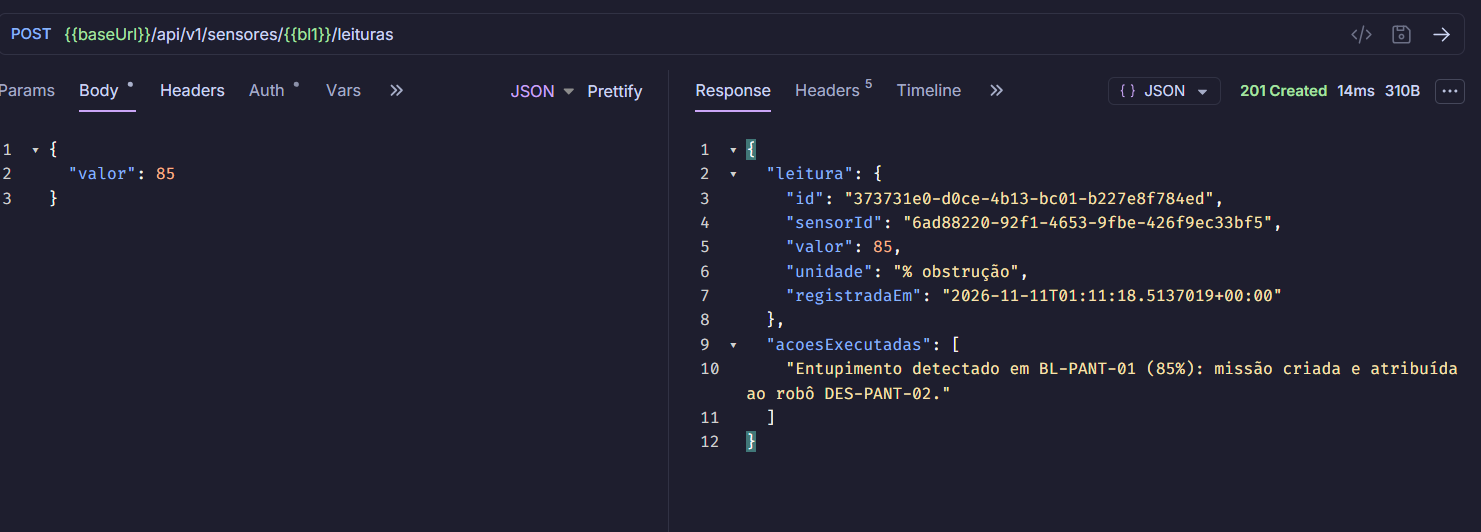 POST {{baseUrl}}/api/v1/sensores/{{bl1}}/leituras
Params Body Headers Auth Vars JSON Prettify
1 {
2 "valor": 85
3 }
Response Headers 5 Timeline { } JSON 201 Created 14ms 310B
1 {
2 "leitura": {
3 "id": "373731e0-d0ce-4b13-bc01-b227e8f784ed",
4 "sensorId": "6ad88220-92f1-4653-9fbe-426f9ec33bf5",
5 "valor": 85,
6 "unidade": "% obstrução",
7 "registradaEm": "2026-11-11T01:11:18.5137019+00:00"
8 },
9 "acoesExecutadas": [
10 "Entupimento detectado em BL-PANT-01 (85%): missão criada e atribuída
ao robô DES-PANT-02."
11 ]
12 }